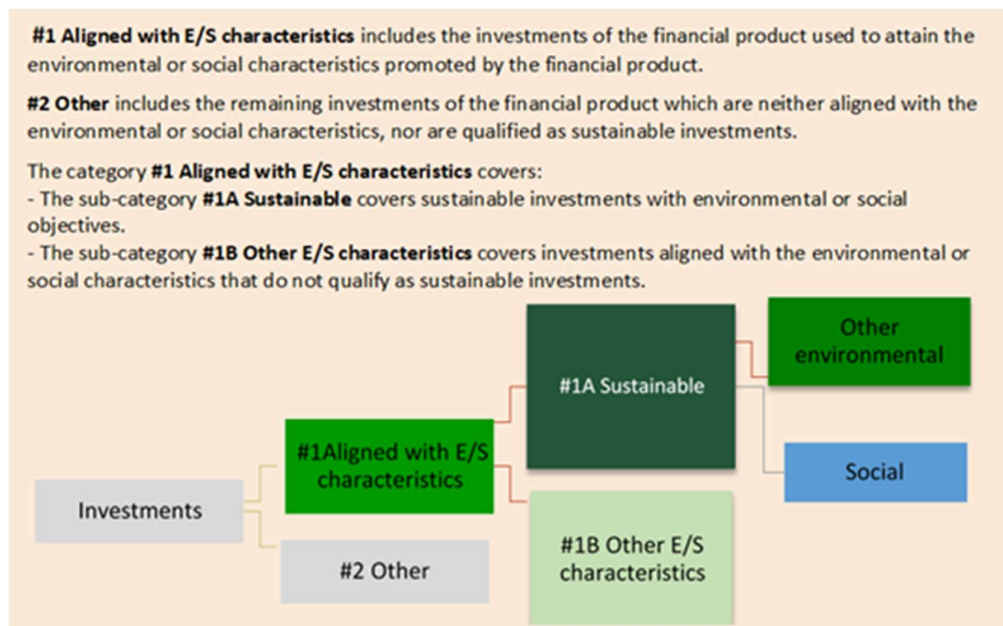 #1 Aligned with E/S characteristics includes the investments of the financial product used to attain the
environmental or social characteristics promoted by the financial product.
#2 Other includes the remaining investments of the financial product which are neither aligned with the
environmental or social characteristics, nor are qualified as sustainable investments.
The category #1 Aligned with E/S characteristics covers:
- The sub-category #1A Sustainable covers sustainable investments with environmental or social
objectives.
- The sub-category #1B Other E/S characteristics covers investments aligned with the environmental or
social characteristics that do not qualify as sustainable investments.
Investments
#1Aligned with E/S
characteristics
#2 Other
#1A Sustainable
#1B Other E/S
characteristics
Other
environmental
Social